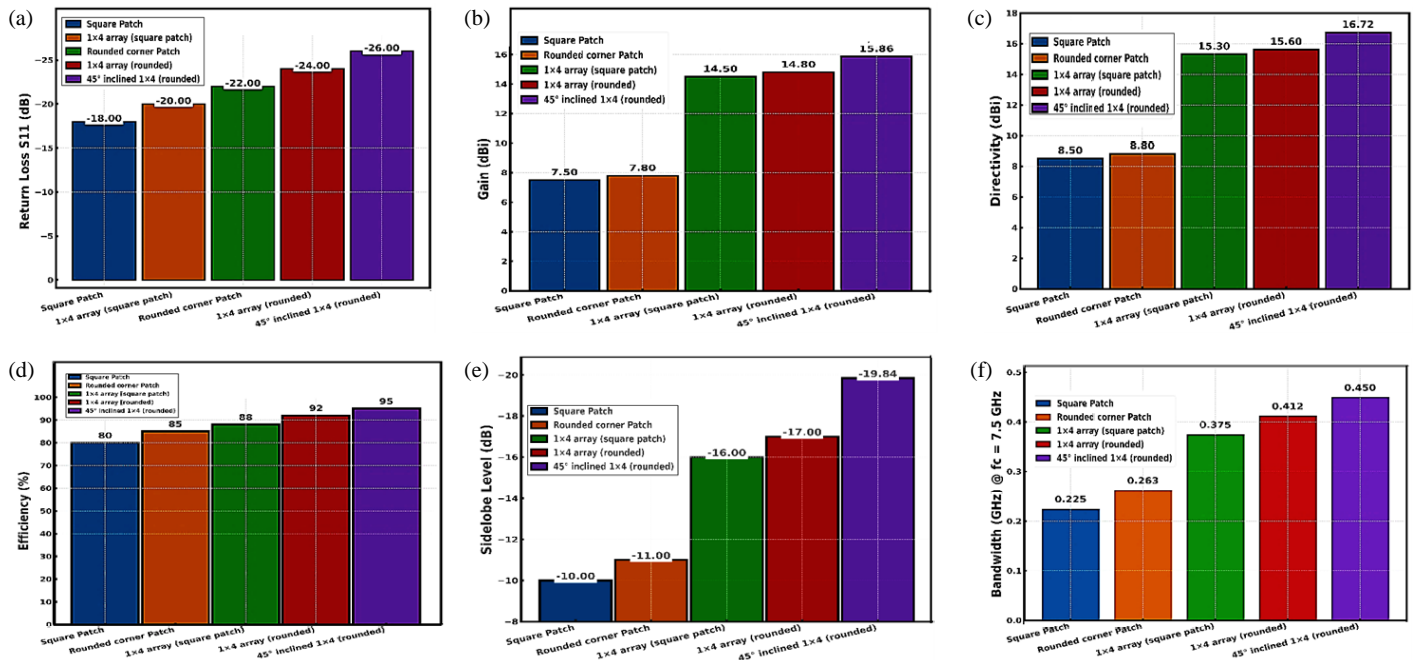 (a)
Square Patch
1×4 array (square patch)
Rounded corner Patch
1×4 array (rounded)
45° inclined 1×4 (rounded)
-18.00
-20.00
-22.00
-24.00
-26.00
Return Loss S11 (dB)
−25
−20
−15
−10
−5
0
Square Patch
1×4 array (square patch)
Rounded corner Patch
1×4 array (rounded)
45° inclined 1×4 (rounded)
(b)
Square Patch
Rounded corner Patch
1×4 array (square patch)
1×4 array (rounded)
45° inclined 1×4 (rounded)
7.50
7.80
14.50
14.80
15.86
Gain (dBi)
16
14
12
10
8
6
4
2
0
Square Patch
Rounded corner Patch
1×4 array (square patch)
1×4 array (rounded)
45° inclined 1×4 (rounded)
(c)
Square Patch
Rounded corner Patch
1×4 array (square patch)
1×4 array (rounded)
45° inclined 1×4 (rounded)
8.50
8.80
15.30
15.60
16.72
Directivity (dBi)
18
16
14
12
10
8
6
4
2
0
Square Patch
Rounded corner Patch
1×4 array (square patch)
1×4 array (rounded)
45° inclined 1×4 (rounded)
(d)
Square Patch
Rounded corner Patch
1×4 array (square patch)
1×4 array (rounded)
45° inclined 1×4 (rounded)
80
85
88
92
95
Efficiency (%)
100
90
80
70
60
50
40
30
20
10
0
Square Patch
Rounded corner Patch
1×4 array (square patch)
1×4 array (rounded)
45° inclined 1×4 (rounded)
(e)
Square Patch
Rounded corner Patch
1×4 array (square patch)
1×4 array (rounded)
45° inclined 1×4 (rounded)
-10.00
-11.00
-16.00
-17.00
-19.84
Sidelobe Level (dB)
−20
−18
−16
−14
−12
−10
−8
Square Patch
Rounded corner Patch
1×4 array (square patch)
1×4 array (rounded)
45° inclined 1×4 (rounded)
(f)
Square Patch
Rounded corner Patch
1×4 array (square patch)
1×4 array (rounded)
45° inclined 1×4 (rounded)
0.225
0.263
0.375
0.412
0.450
Bandwidth (GHz) @ fc = 7.5 GHz
0.5
0.4
0.3
0.2
0.1
0.0
Square Patch
Rounded corner Patch
1×4 array (square patch)
1×4 array (rounded)
45° inclined 1×4 (rounded)